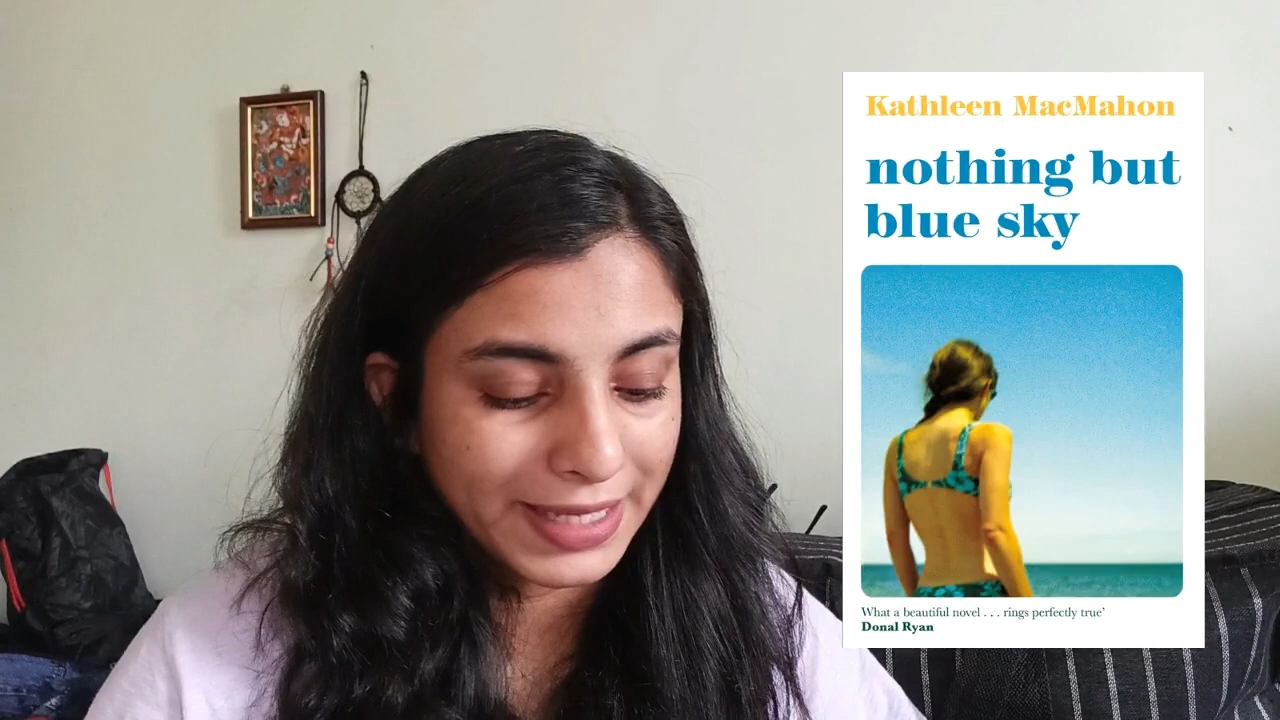 Kathleen MacMahon
nothing but
blue sky
What a beautiful novel . . . rings perfectly true’
Donal Ryan